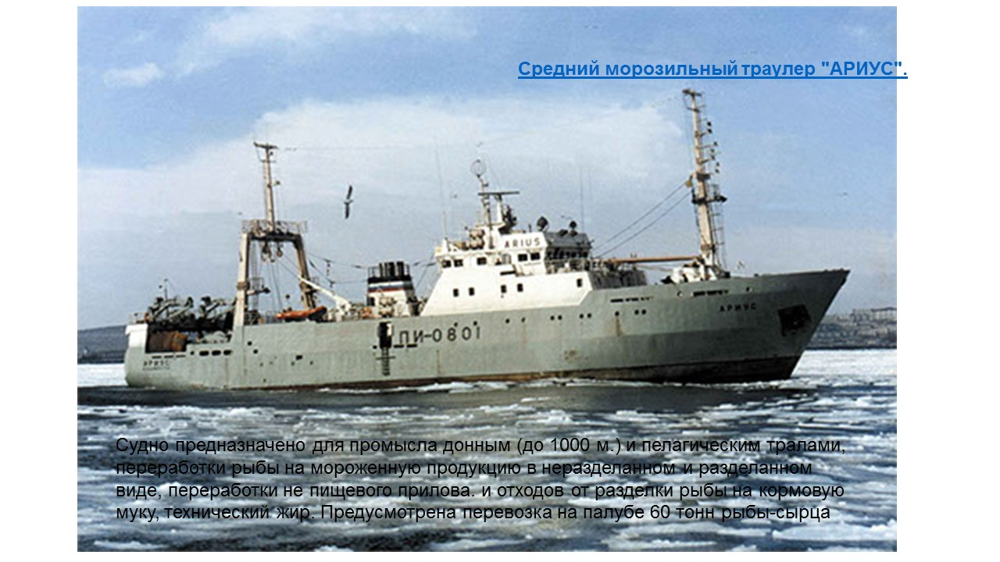 Средний морозильный траулер "АРИУС".
ARIUS
АРИУС
ПИ-0801
АРИУС
Судно предназначено для промысла донным (до 1000 м.) и пелагическим тралами,
переработки рыбы на мороженную продукцию в неразделанном и разделанном
виде, переработки не пищевого прилова. и отходов от разделки рыбы на кормовую
муку, технический жир. Предусмотрена перевозка на палубе 60 тонн рыбы-сырца